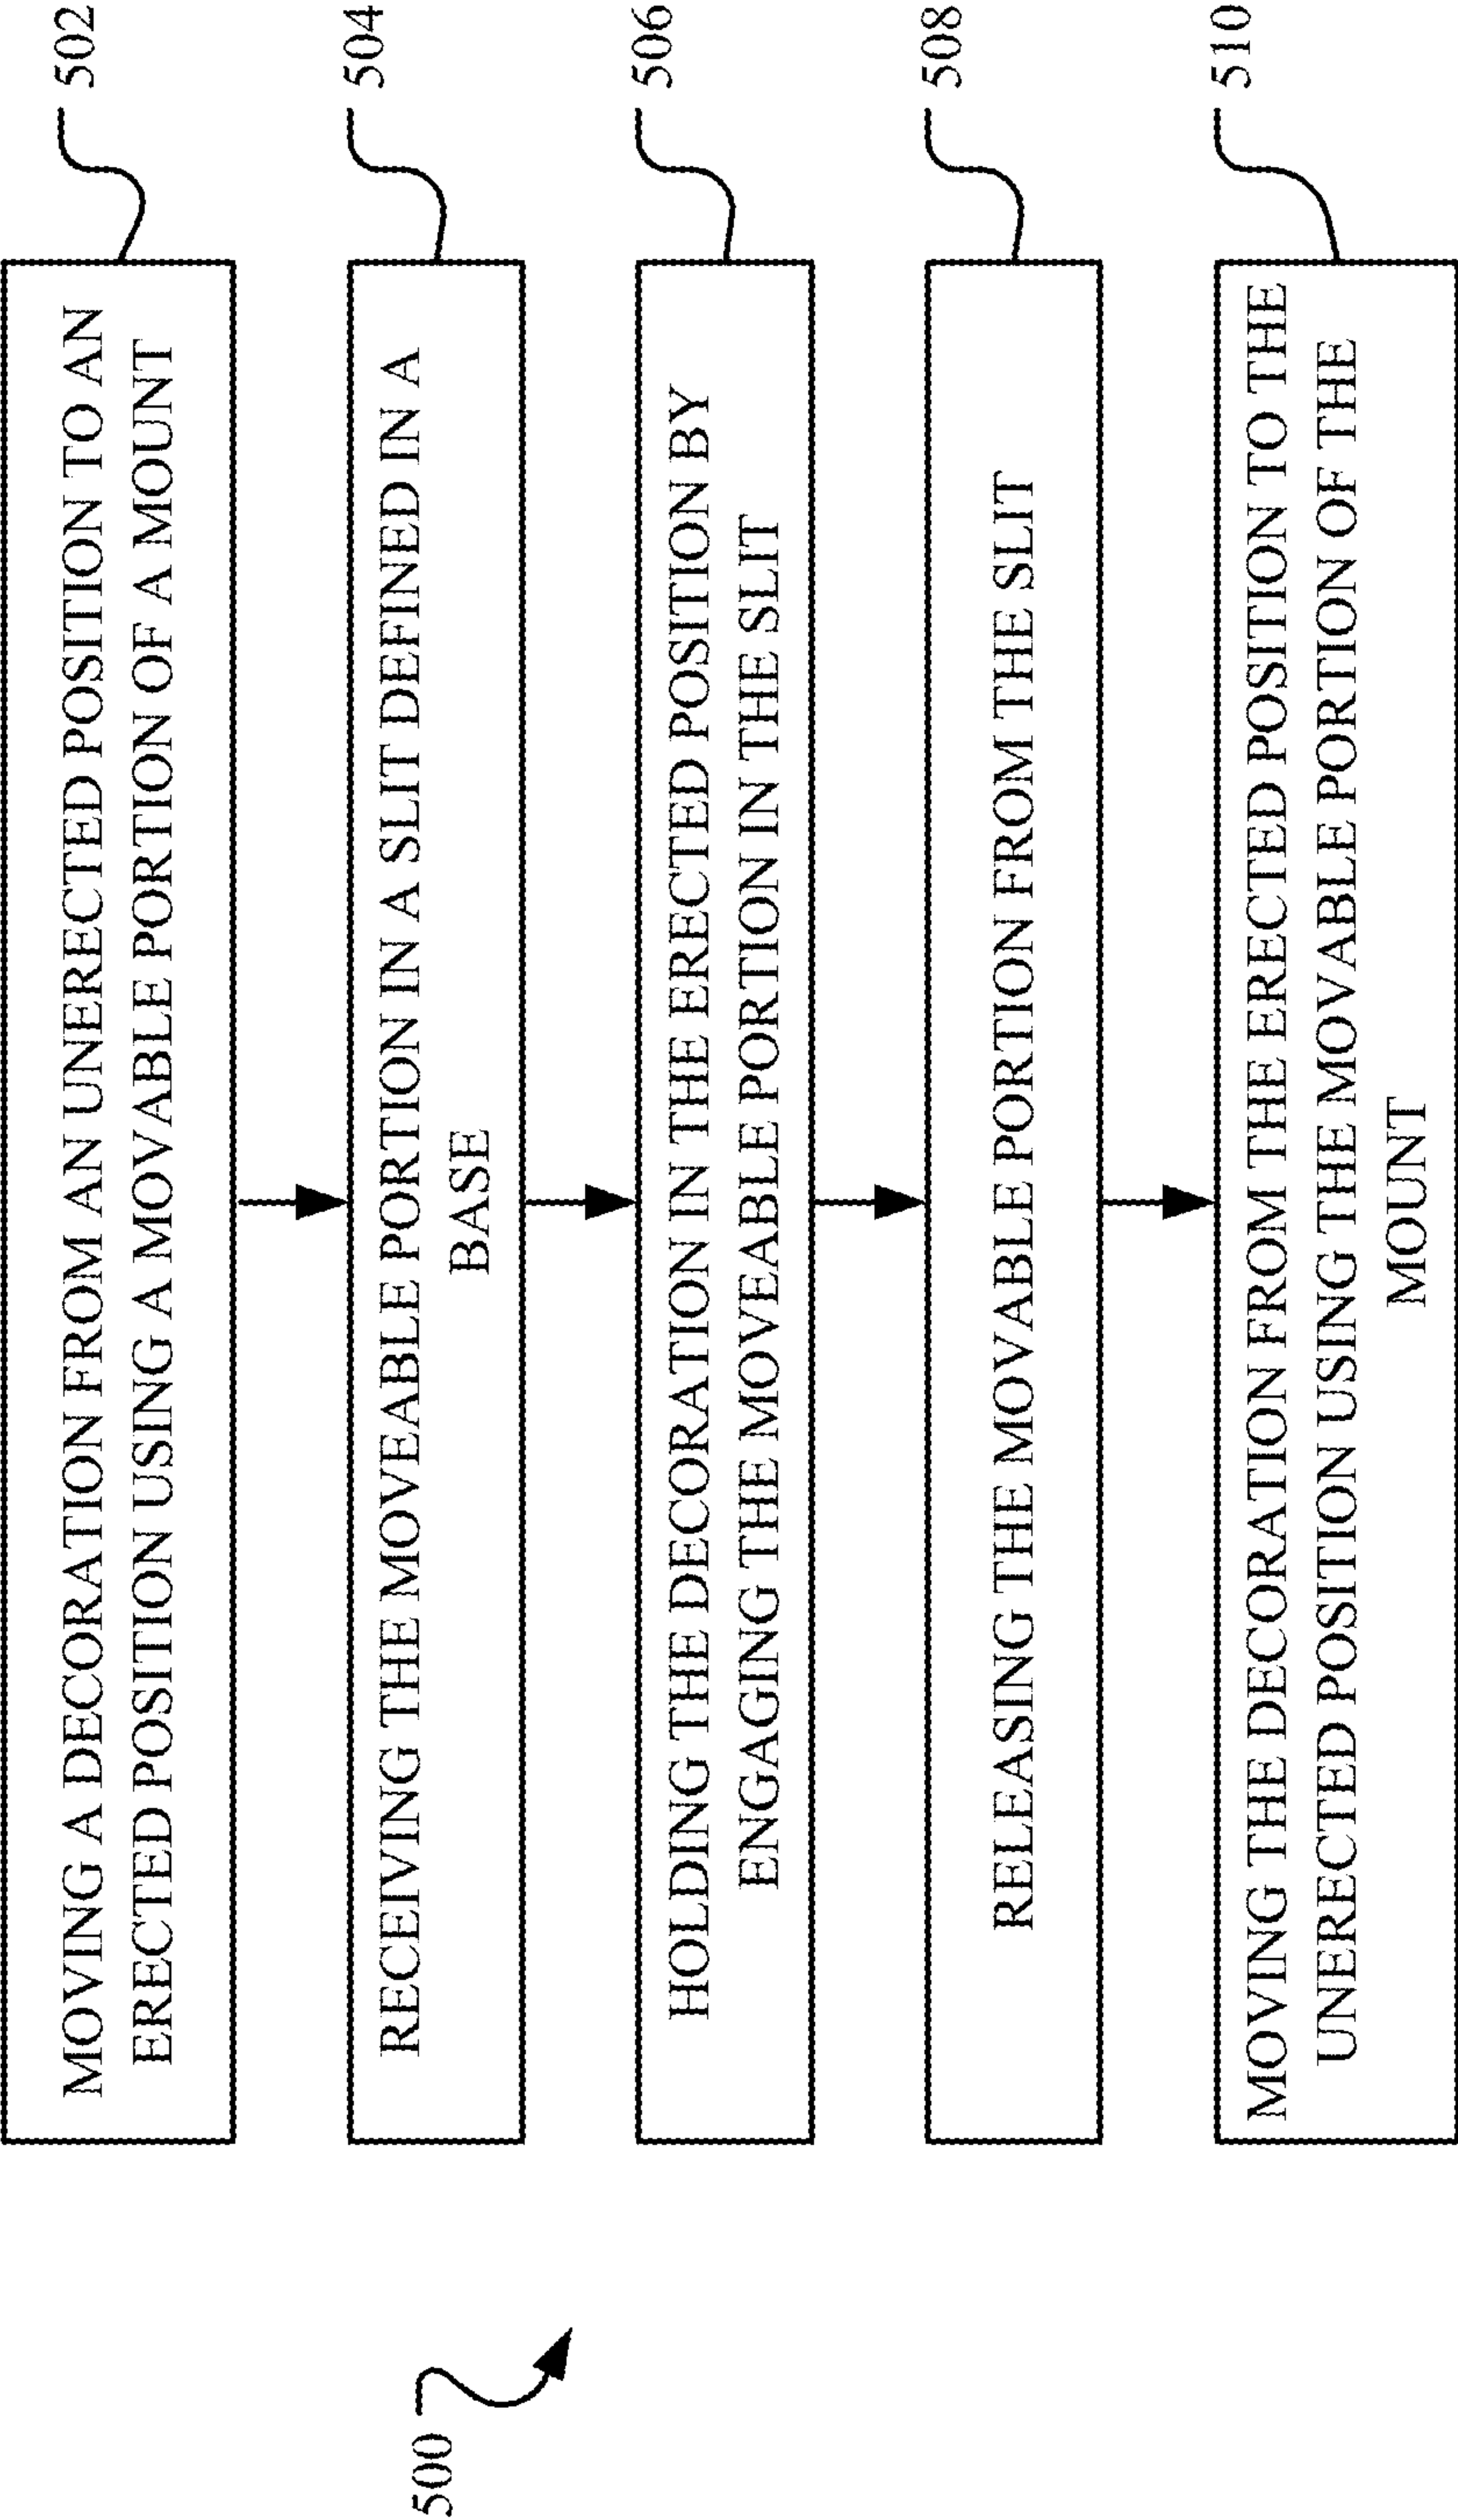 500
MOVING A DECORATION FROM AN UNERECTED POSITION TO AN
ERECTED POSITION USING A MOVABLE PORTION OF A MOUNT
502
RECEIVING THE MOVEABLE PORTION IN A SLIT DEFINED IN A
BASE
504
HOLDING THE DECORATION IN THE ERECTED POSITION BY
ENGAGING THE MOVEABLE PORTION IN THE SLIT
506
RELEASING THE MOVABLE PORTION FROM THE SLIT
508
MOVING THE DECORATION FROM THE ERECTED POSITION TO THE
UNERECTED POSITION USING THE MOVABLE PORTION OF THE
MOUNT
510